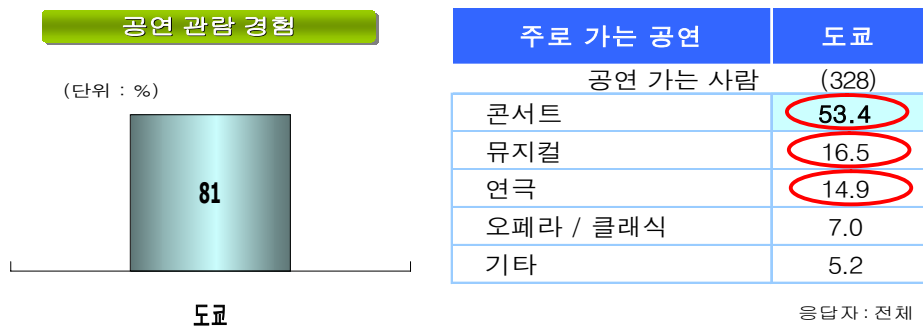 공연 관람 경험
(단위 : %)
81
도쿄
주로 가는 공연 도쿄
공연 가는 사람 (328)
콘서트 53.4
뮤지컬 16.5
연극 14.9
오페라 / 클래식 7.0
기타 5.2
응답자 : 전체